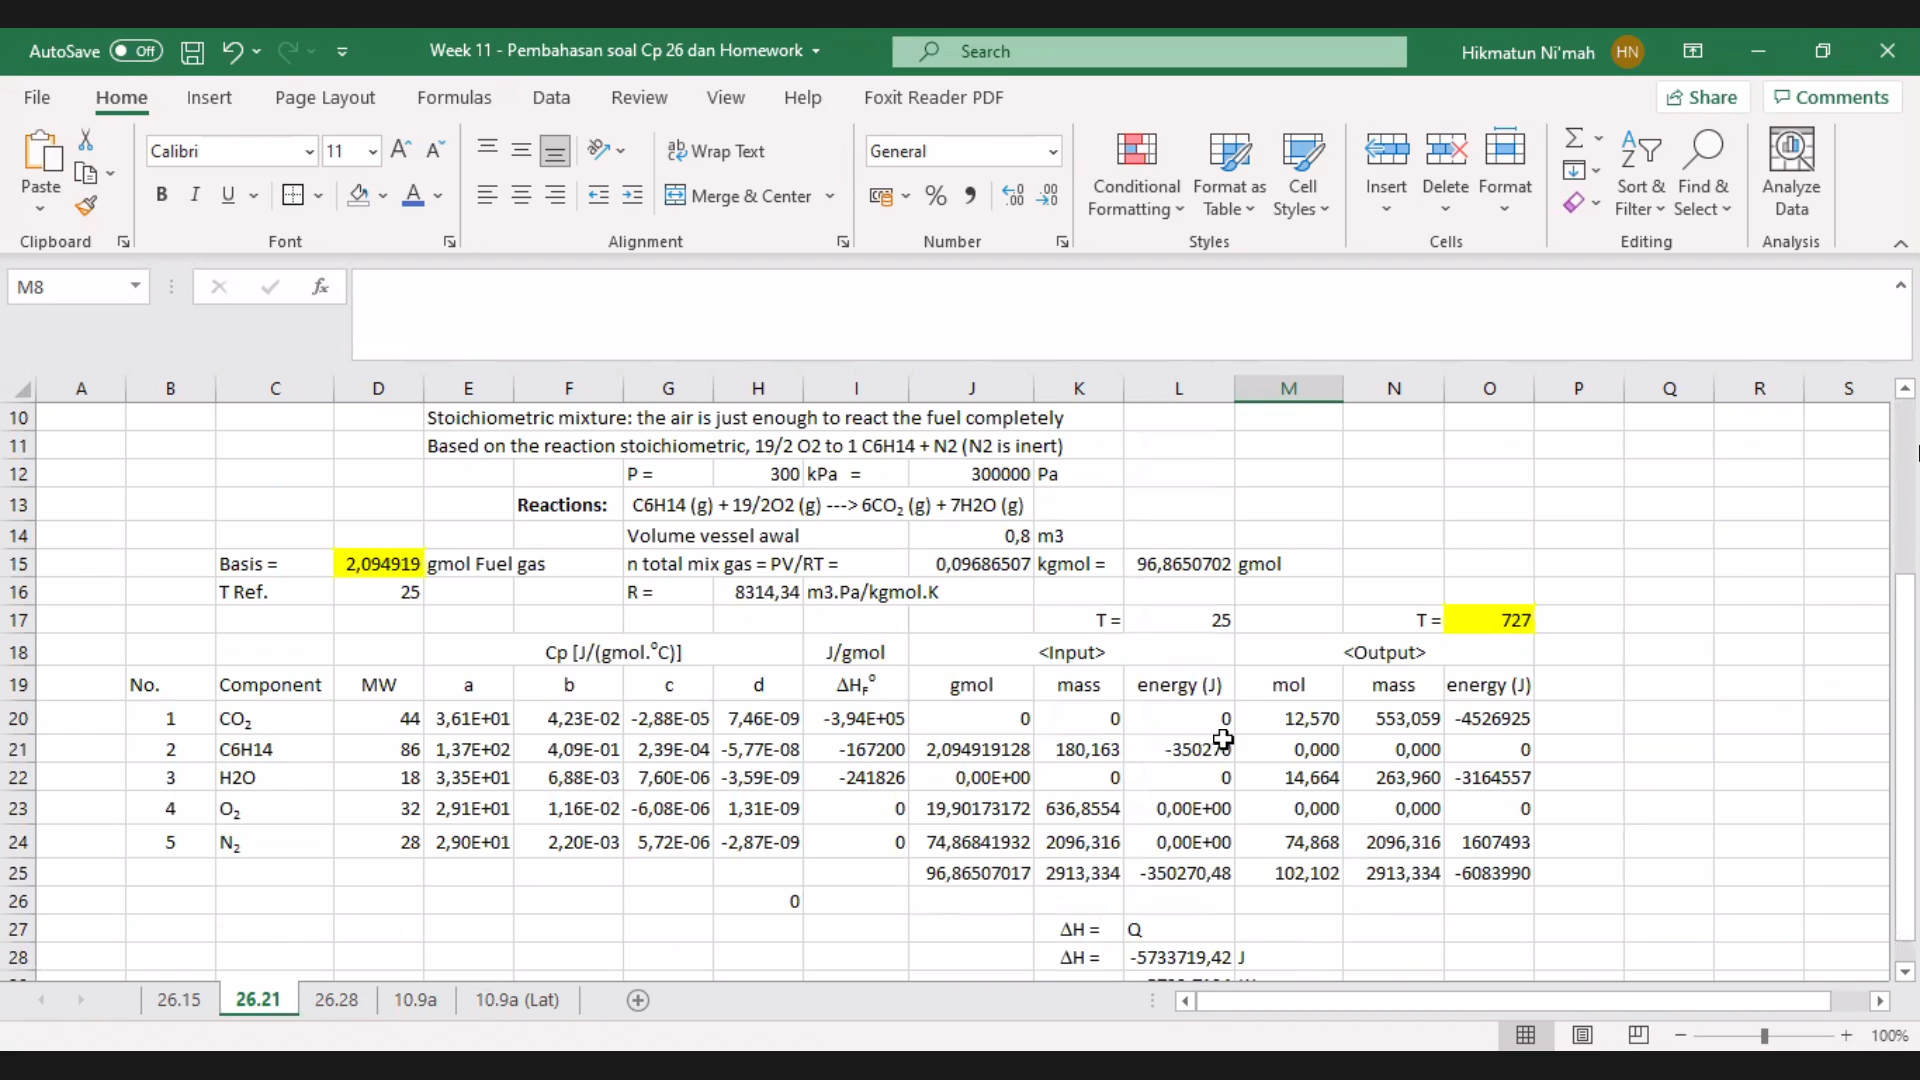 AutoSave Off Week 11 - Pembahasan soal Cp 26 dan Homework Search Hikmatun Ni'mah HN
File Home Insert Page Layout Formulas Data Review View Help Foxit Reader PDF Share Comments
Calibri 11 Wrap Text General
Paste B I U Merge & Center % Conditional Formatting Format as Table Cell Styles Insert Delete Format Sort & Filter Find & Select Analyze Data
Clipboard Font Alignment Number Styles Cells Editing Analysis
M8 fx
A B C D E F G H I J K L M N O P Q R S
10 Stoichiometric mixture: the air is just enough to react the fuel completely
11 Based on the reaction stoichiometric, 19/2 O2 to 1 C6H14 + N2 (N2 is inert)
12 P = 300 kPa = 300000 Pa
13 Reactions: C6H14 (g) + 19/2O2 (g) ---> 6CO₂ (g) + 7H2O (g)
14 Volume vessel awal 0,8 m3
15 Basis = 2,094919 gmol Fuel gas n total mix gas = PV/RT = 0,09686507 kgmol = 96,8650702 gmol
16 T Ref. 25 R = 8314,34 m3.Pa/kgmol.K
17 T = 25 T = 727
18 Cp [J/(gmol.⁰C)] J/gmol <Input> <Output>
19 No. Component MW a b c d ΔH_F° gmol mass energy (J) mol mass energy (J)
20 1 CO₂ 44 3,61E+01 4,23E-02 -2,88E-05 7,46E-09 -3,94E+05 0 0 0 12,570 553,059 -4526925
21 2 C6H14 86 1,37E+02 4,09E-01 2,39E-04 -5,77E-08 -167200 2,094919128 180,163 -350270 0,000 0,000 0
22 3 H2O 18 3,35E+01 6,88E-03 7,60E-06 -3,59E-09 -241826 0,00E+00 0 0 14,664 263,960 -3164557
23 4 O₂ 32 2,91E+01 1,16E-02 -6,08E-06 1,31E-09 0 19,90173172 636,8554 0,00E+00 0,000 0,000 0
24 5 N₂ 28 2,90E+01 2,20E-03 5,72E-06 -2,87E-09 0 74,86841932 2096,316 0,00E+00 74,868 2096,316 1607493
25 96,86507017 2913,334 -350270,48 102,102 2913,334 -6083990
26 0
27 ΔH = Q
28 ΔH = -5733719,42 J
26.15 26.21 26.28 10.9a 10.9a (Lat)
100%